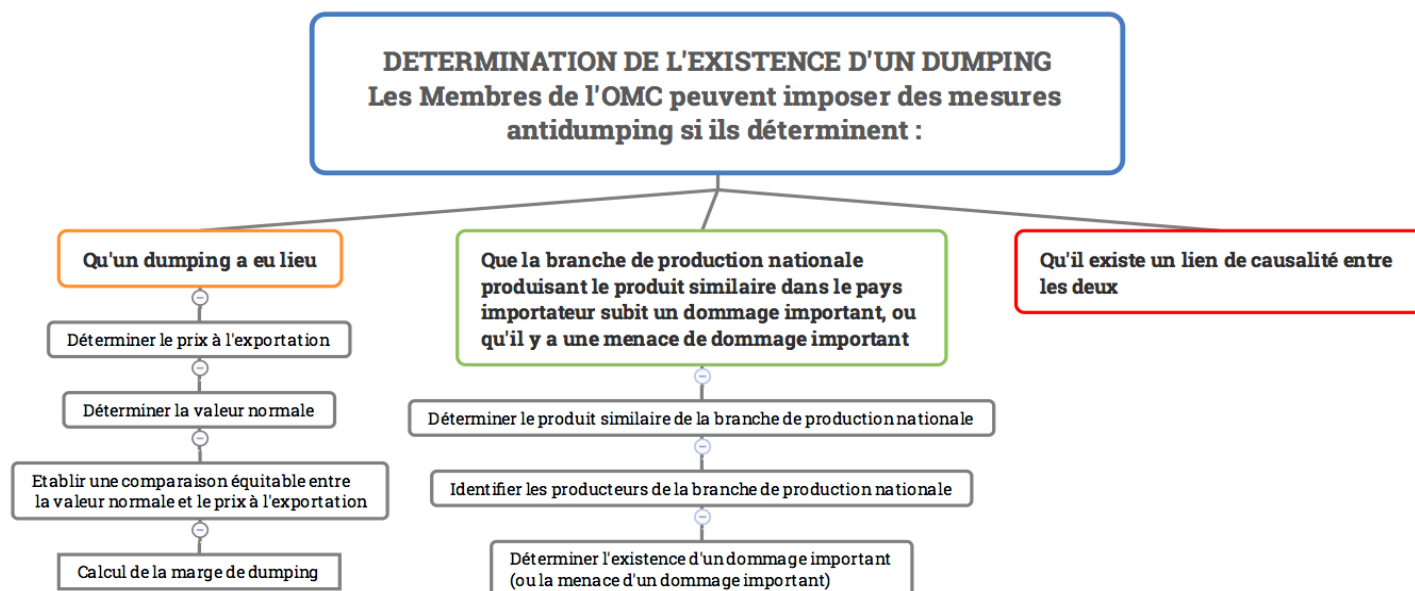 DETERMINATION DE L'EXISTENCE D'UN DUMPING
Les Membres de l'OMC peuvent imposer des mesures
antidumping si ils déterminent :
Qu'un dumping a eu lieu
Déterminer le prix à l'exportation
Déterminer la valeur normale
Etablir une comparaison équitable entre
la valeur normale et le prix à l'exportation
Calcul de la marge de dumping
Que la branche de production nationale
produisant le produit similaire dans le pays
importateur subit un dommage important, ou
qu'il y a une menace de dommage important
Déterminer le produit similaire de la branche de production nationale
Identifier les producteurs de la branche de production nationale
Déterminer l'existence d'un dommage important
(ou la menace d'un dommage important)
Qu'il existe un lien de causalité entre
les deux